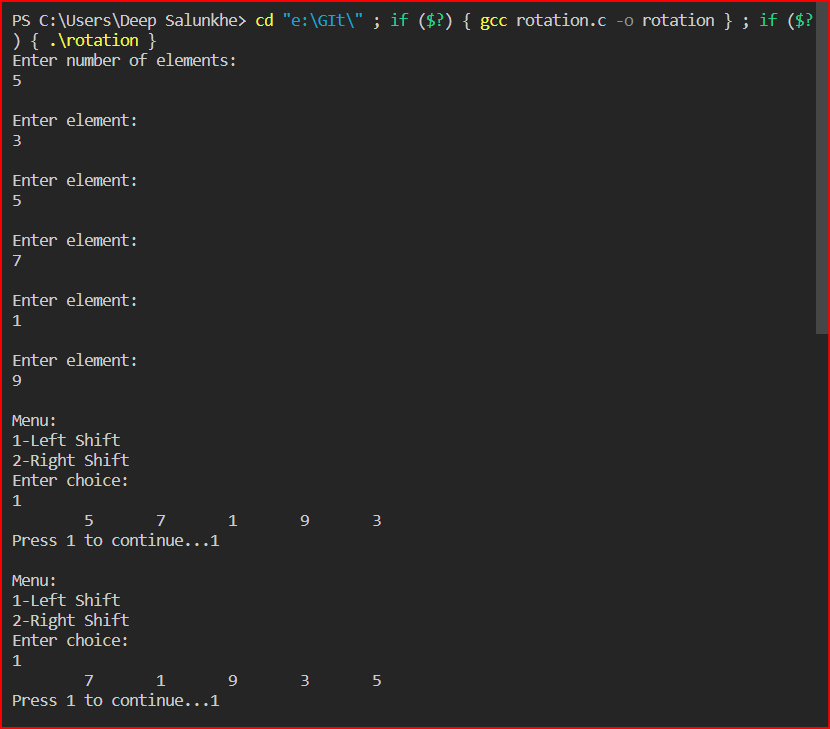 PS C:\Users\Deep Salunkhe> cd "e:\GIt\" ; if ($?) { gcc rotation.c -o rotation } ; if ($?
) { .\rotation }
Enter number of elements:
5
Enter element:
3
Enter element:
5
Enter element:
7
Enter element:
1
Enter element:
9
Menu:
1-Left Shift
2-Right Shift
Enter choice:
1
5 7 1 9 3
Press 1 to continue...1
Menu:
1-Left Shift
2-Right Shift
Enter choice:
1
7 1 9 3 5
Press 1 to continue...1